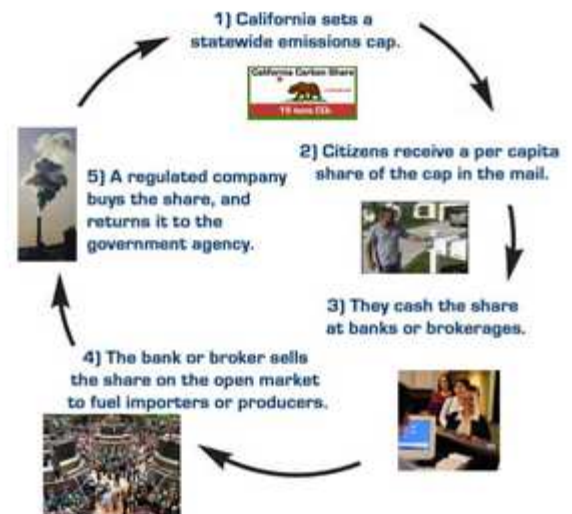 1) California sets a
statewide emissions cap.
California Carbon Share
2) Citizens receive a per capita
share of the cap in the mail.
5) A regulated company
buys the share, and
returns it to the
government agency.
3) They cash the share
at banks or brokerages.
4) The bank or broker sells
the share on the open market
to fuel importers or producers.